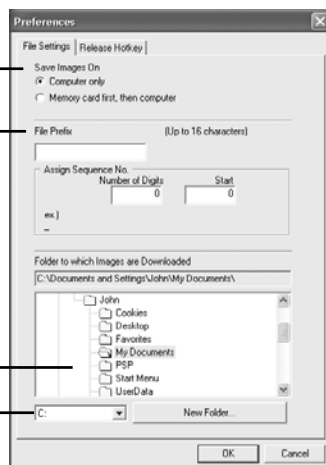 Preferences
File Settings Release Hotkey
Save Images On
Computer only
Memory card first, then computer
File Prefix (Up to 16 characters)
Assign Sequence No.
Number of Digits Start
0 0
ex.)
_
Folder to which Images are Downloaded
C:\Documents and Settings\John\My Documents\
John
Cookies
Desktop
Favorites
My Documents
PSP
Start Menu
UserData
C: New Folder...
OK Cancel